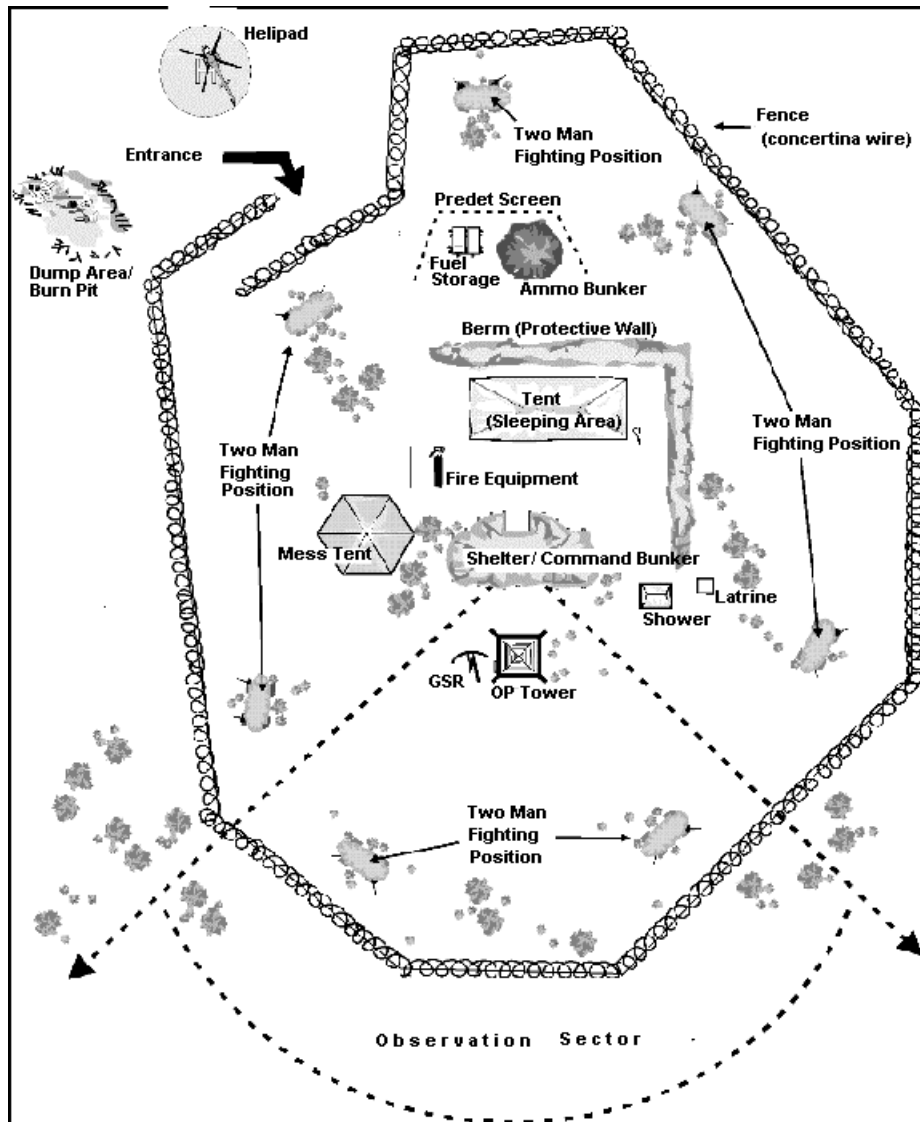 Helipad
Fence
(concertina wire)
Two Man
Fighting Position
Entrance
Predet Screen
Fuel
Storage
Ammo Bunker
Dump Area/
Burn Pit
Berm (Protective Wall)
Tent
(Sleeping Area)
Two Man
Fighting Position
Two Man
Fighting
Position
Fire Equipment
Mess Tent
Shelter/ Command Bunker
Latrine
Shower
GSR
OP Tower
Two Man
Fighting
Position
Observation Sector